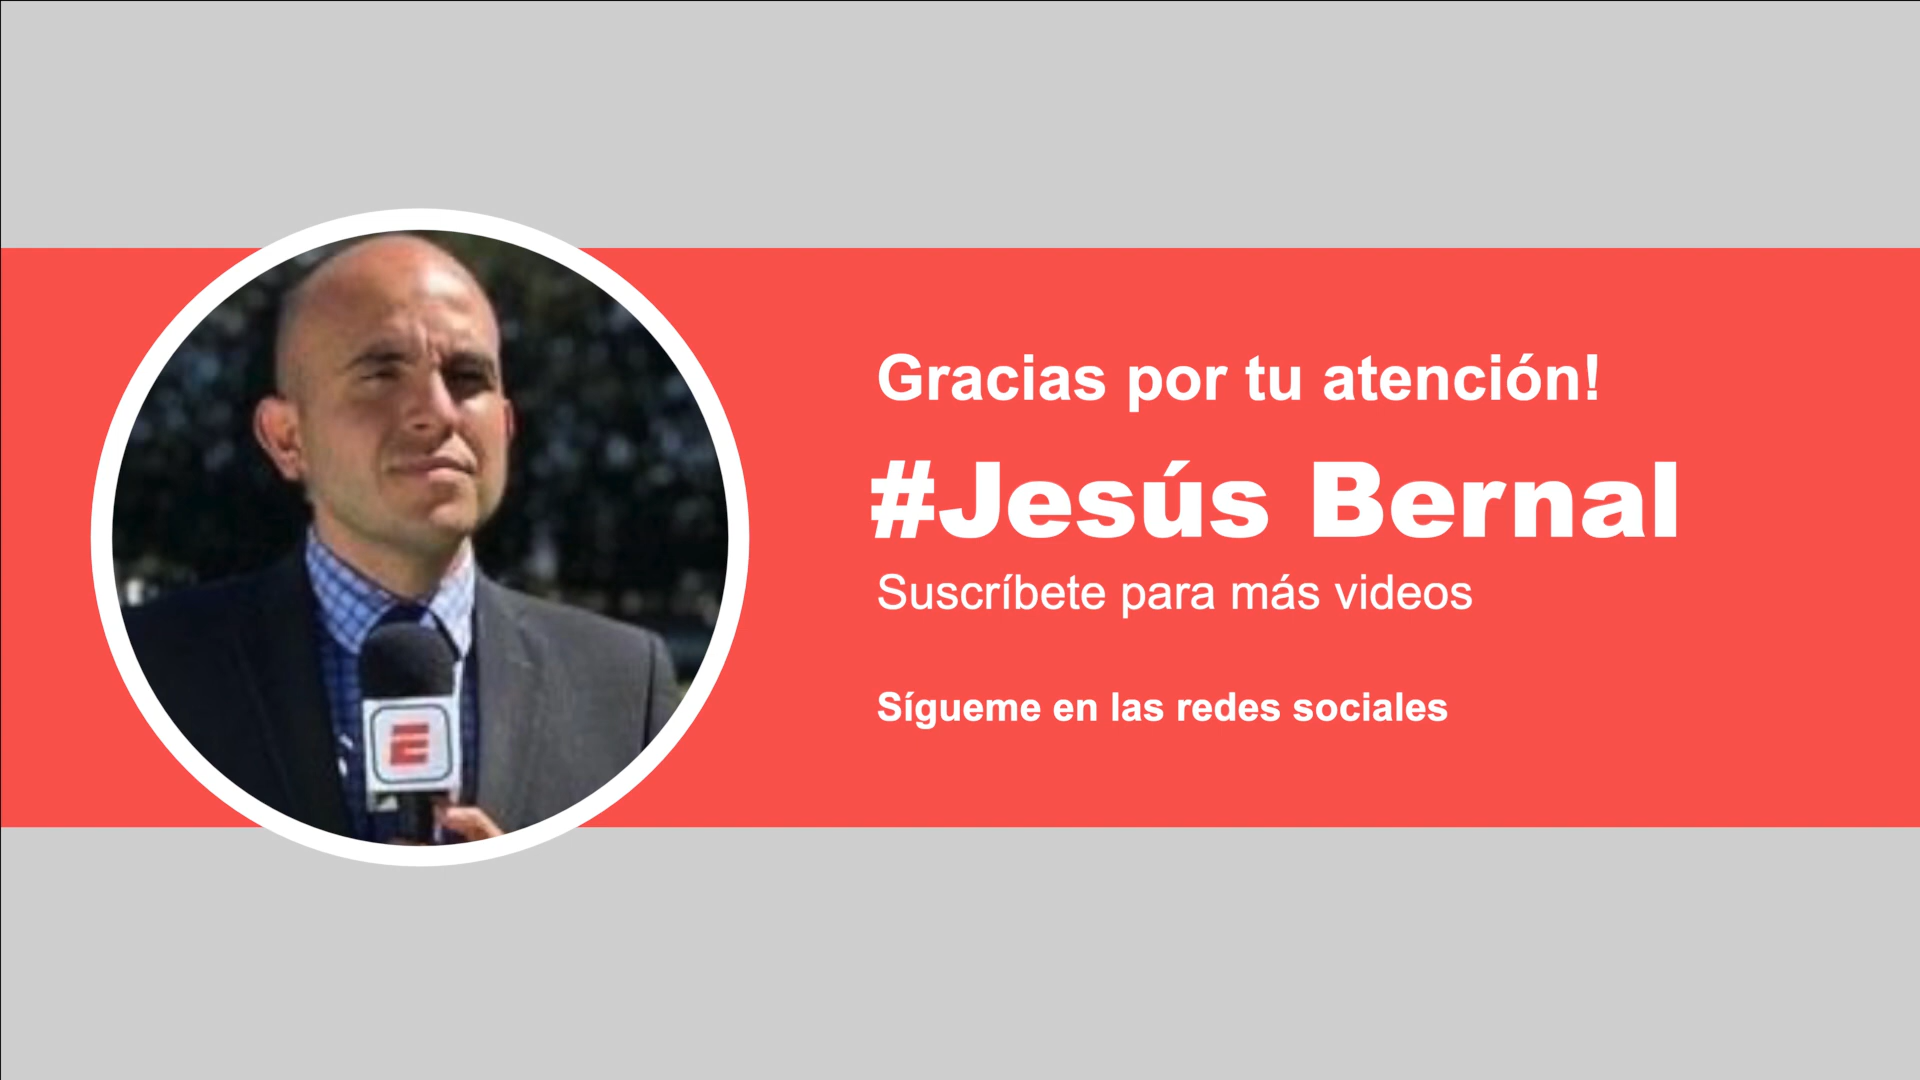 Gracias por tu atención!
#Jesús Bernal
Suscríbete para más videos
Sígueme en las redes sociales
E